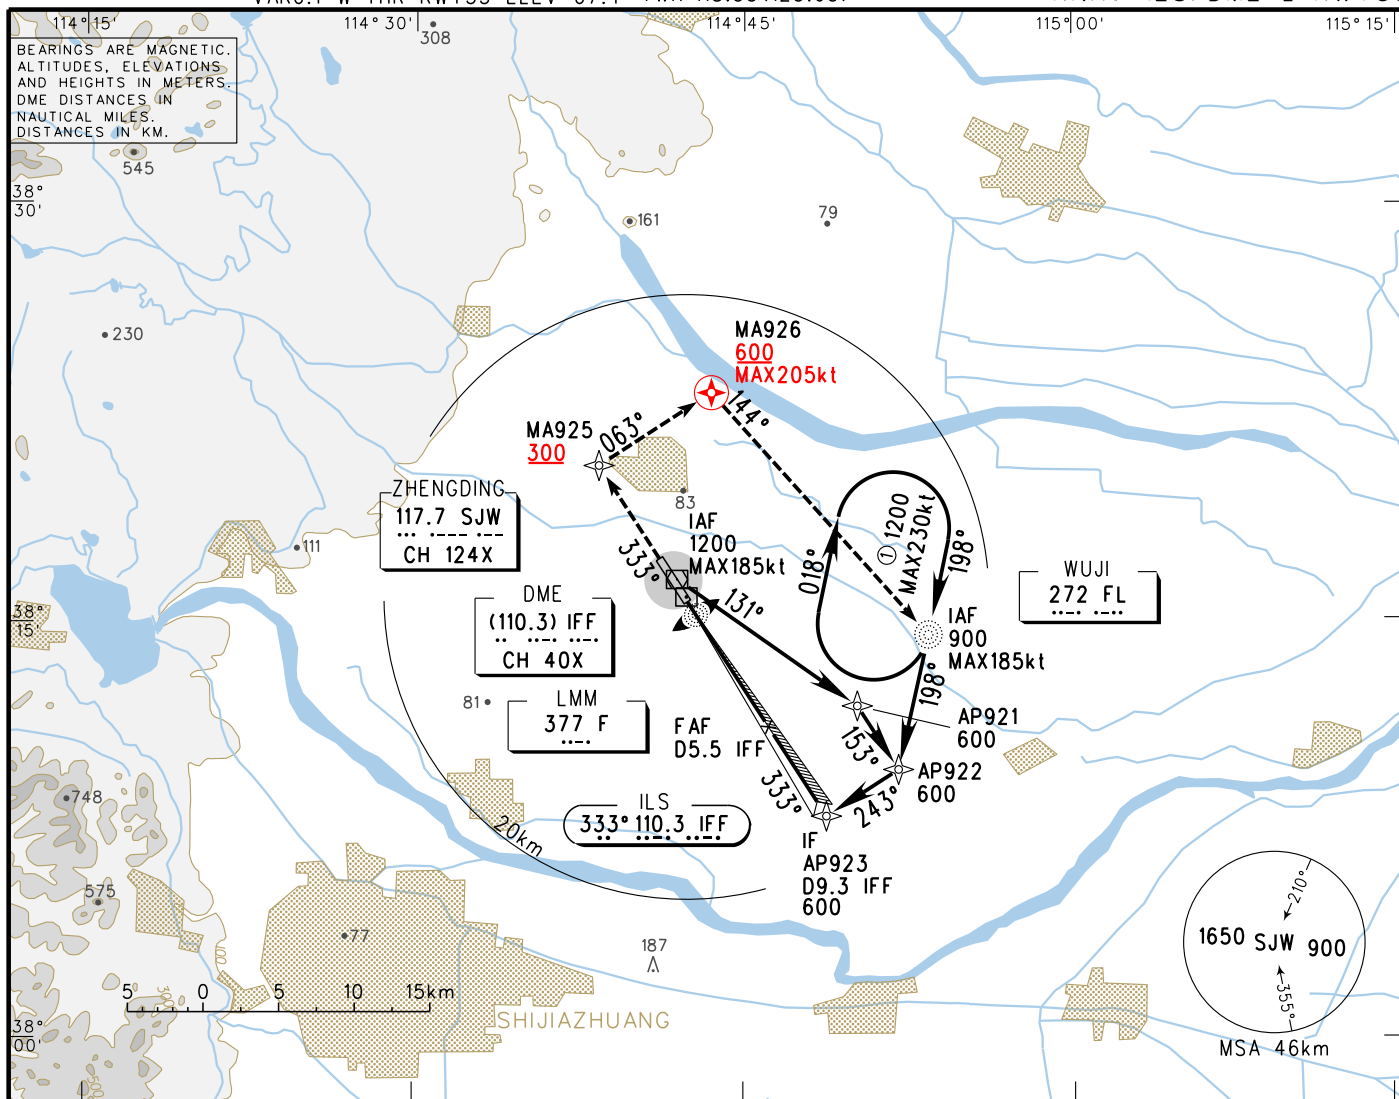 114°15'
114°30'
114°45'
115°00'
115°15'
308
BEARINGS ARE MAGNETIC.
ALTITUDES, ELEVATIONS
AND HEIGHTS IN METERS.
DME DISTANCES IN
NAUTICAL MILES.
DISTANCES IN KM.
545
38°
30'
161
79
230
MA926
600
MAX205kt
144°
MA925
300
063°
83
ZHENGDING
117.7 SJW
CH 124X
IAF
1200
MAX185kt
① 1200
MAX230kt
018°
198°
111
333°
131°
WUJI
272 FL
DME
(110.3) IFF
CH 40X
38°
15'
IAF
900
MAX185kt
198°
81
LMM
377 F
FAF
D5.5 IFF
AP921
600
153°
AP922
600
243°
333°
748
ILS
333° 110.3 IFF
20km
IF
AP923
D9.3 IFF
600
575
77
187
210°
1650 SJW 900
355°
MSA 46km
5 0 5 10 15km
SHIJIAZHUANG
38°
00'